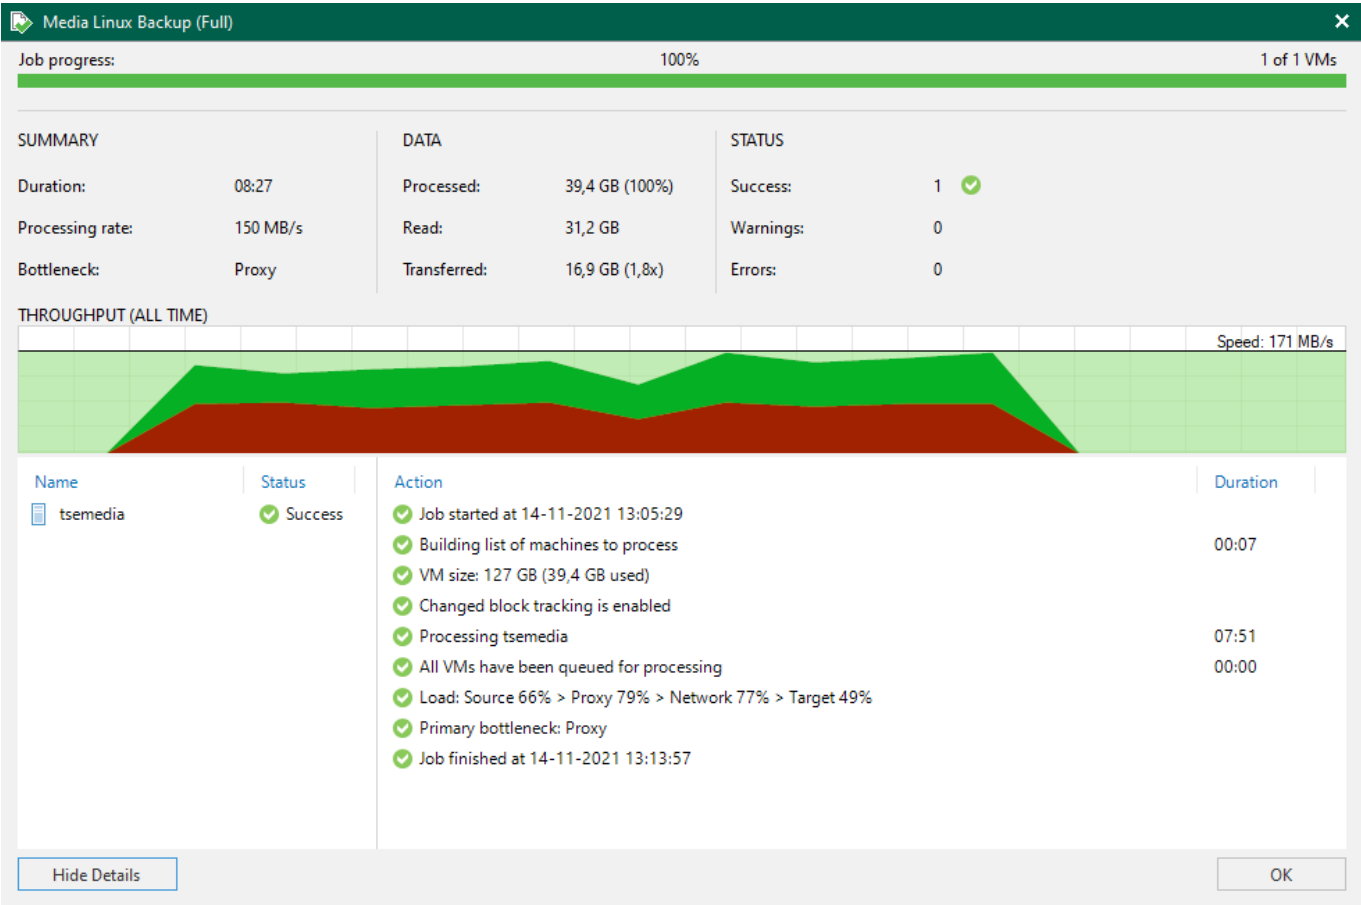 Media Linux Backup (Full)
Job progress: 100% 1 of 1 VMs
SUMMARY DATA STATUS
Duration: 08:27 Processed: 39,4 GB (100%) Success: 1
Processing rate: 150 MB/s Read: 31,2 GB Warnings: 0
Bottleneck: Proxy Transferred: 16,9 GB (1,8x) Errors: 0
THROUGHPUT (ALL TIME)
Speed: 171 MB/s
Name Status Action Duration
tsemedia Success Job started at 14-11-2021 13:05:29
Building list of machines to process 00:07
VM size: 127 GB (39,4 GB used)
Changed block tracking is enabled
Processing tsemedia 07:51
All VMs have been queued for processing 00:00
Load: Source 66% > Proxy 79% > Network 77% > Target 49%
Primary bottleneck: Proxy
Job finished at 14-11-2021 13:13:57
Hide Details OK